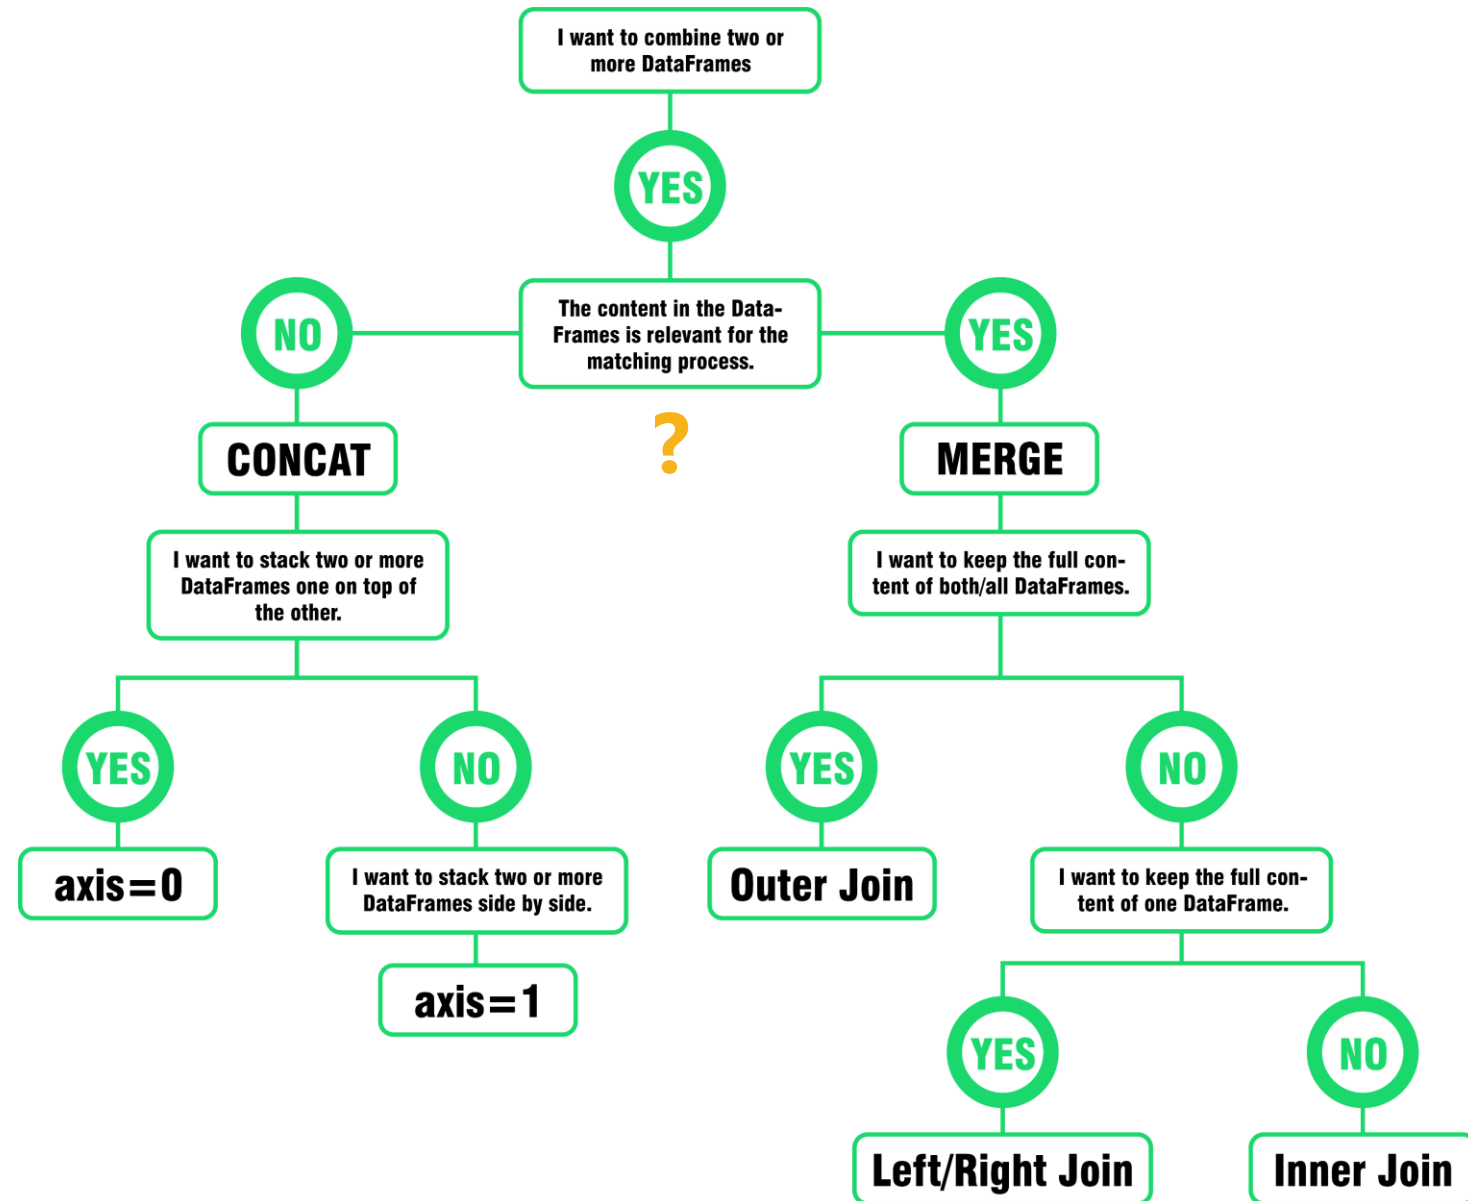 I want to combine two or
more DataFrames
YES
The content in the Data-
Frames is relevant for the
matching process.
NO
YES
?
CONCAT
MERGE
I want to stack two or more
DataFrames one on top of
the other.
I want to keep the full con-
tent of both/all DataFrames.
YES
NO
YES
NO
axis=0
I want to stack two or more
DataFrames side by side.
Outer Join
I want to keep the full con-
tent of one DataFrame.
axis=1
YES
NO
Left/Right Join
Inner Join